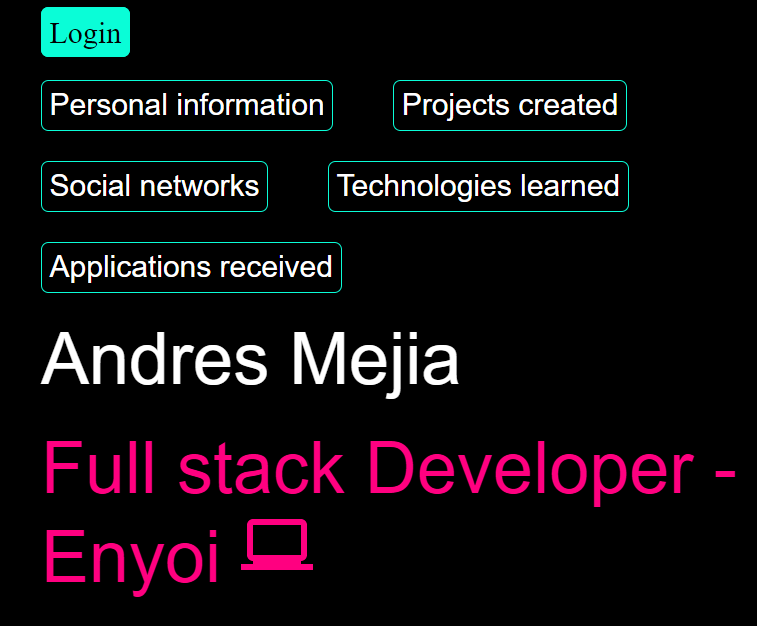 Login
Personal information Projects created
Social networks Technologies learned
Applications received
Andres Mejia
Full stack Developer -
Enyoi